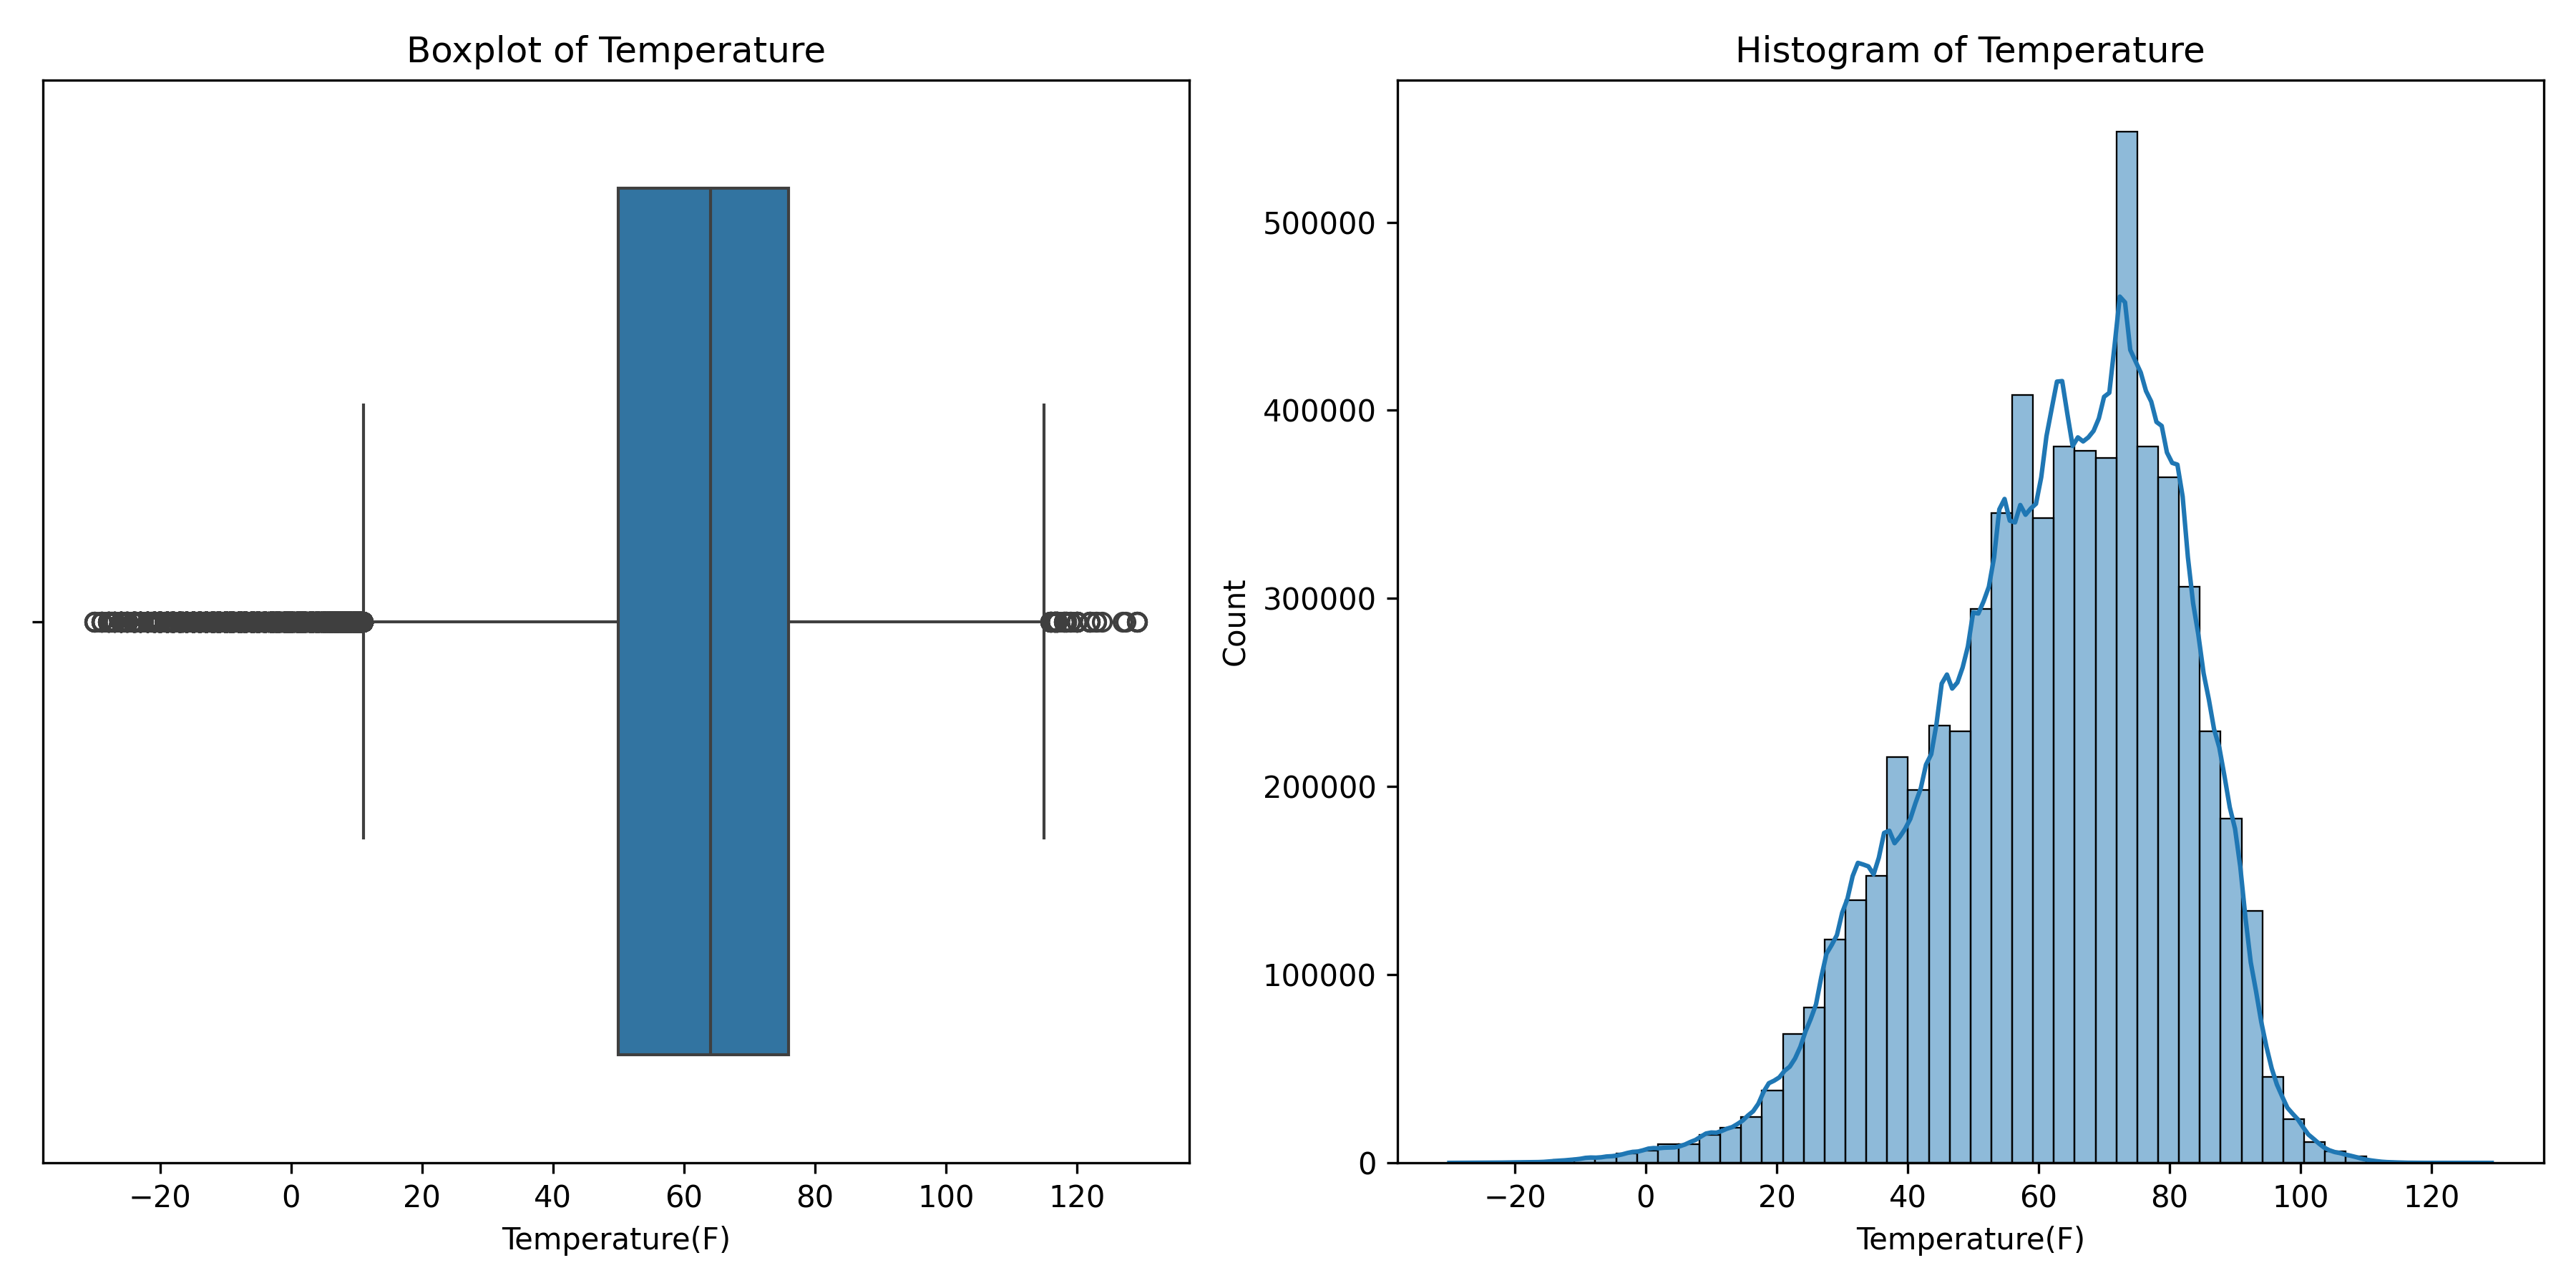 Boxplot of Temperature
−20 0 20 40 60 80 100 120
Temperature(F)
Histogram of Temperature
Count
500000
400000
300000
200000
100000
0
−20 0 20 40 60 80 100 120
Temperature(F)